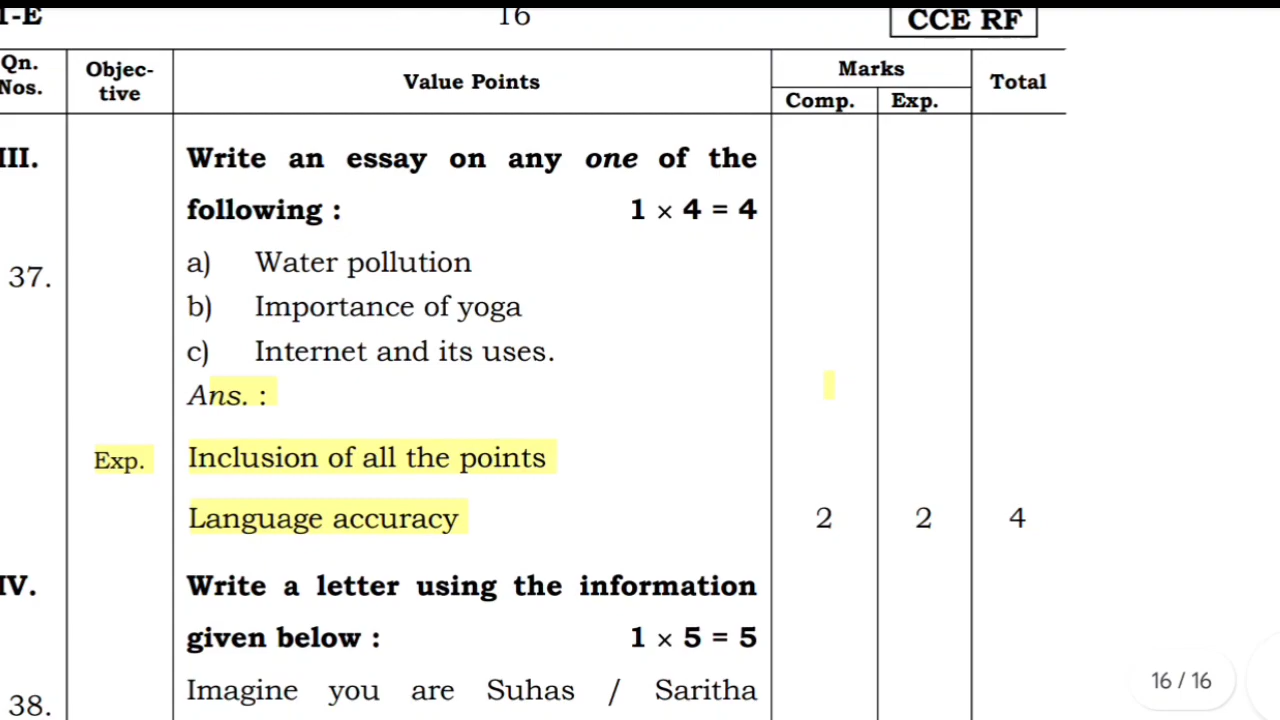 1-E 16 CCE RF
Qn. Nos. Objec- tive Value Points Marks Total
Comp. Exp.
III. Write an essay on any one of the
following : 1 × 4 = 4
37. a) Water pollution
b) Importance of yoga
c) Internet and its uses.
Ans. :
Exp. Inclusion of all the points
Language accuracy 2 2 4
IV. Write a letter using the information
given below : 1 × 5 = 5
38. Imagine you are Suhas / Saritha
16 / 16